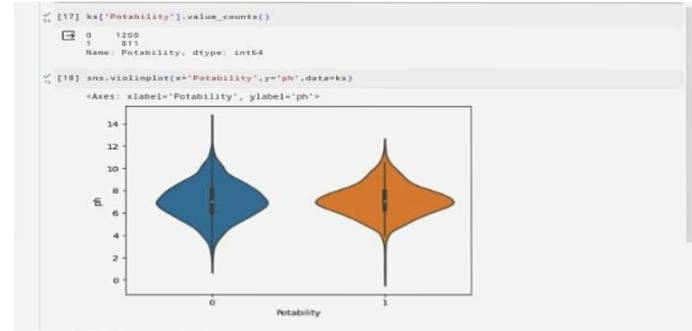 [17] ks['Potability'].value_counts()
0 1200
1 811
Name: Potability, dtype: int64
[18] sns.violinplot(x='Potability',y='ph',data=ks)
<Axes: xlabel='Potability', ylabel='ph'>
14
12
10
8
6
4
2
0
ph
0 1
Potability